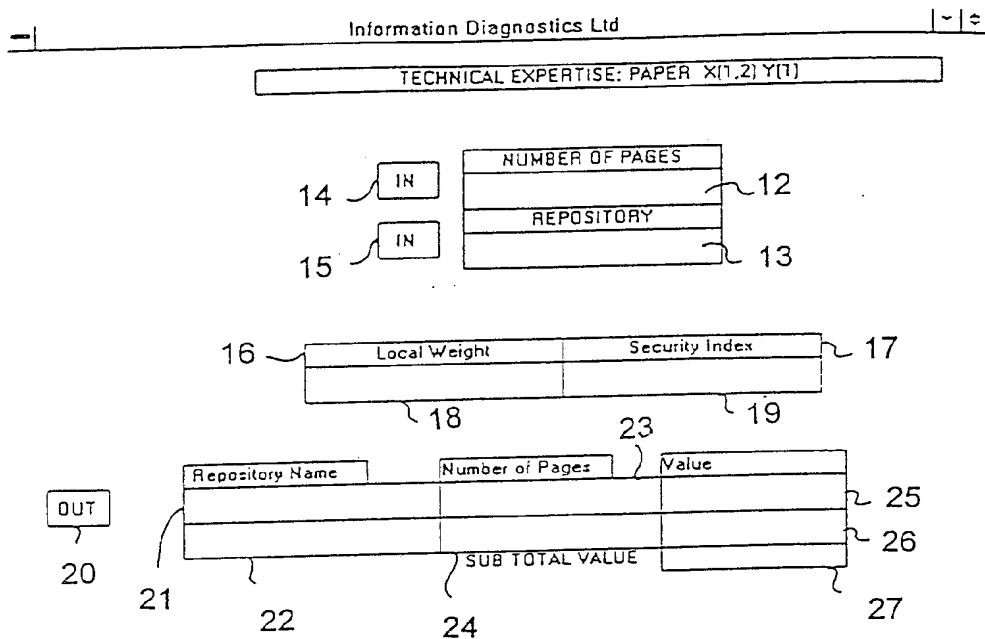 Information Diagnostics Ltd
TECHNICAL EXPERTISE: PAPER X[1,2] Y[1]
NUMBER OF PAGES
14 IN 12
REPOSITORY
15 IN 13
16 Local Weight Security Index 17
18 19
23
Repository Name Number of Pages Value
OUT 25
26
20 21 SUB TOTAL VALUE
22 24 27